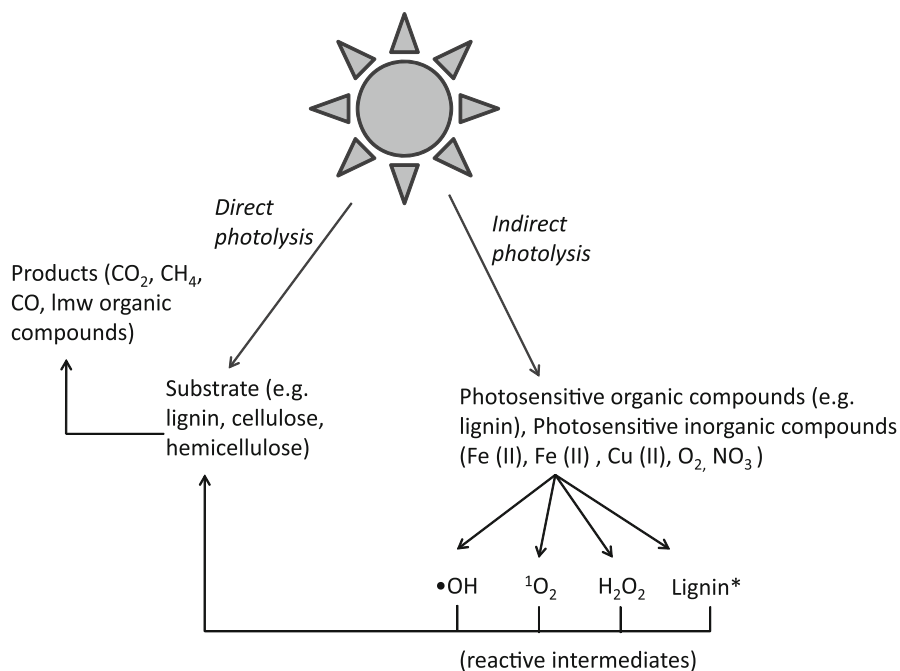 Direct
photolysis
Indirect
photolysis
Products (CO₂, CH₄,
CO, lmw organic
compounds)
Substrate (e.g.
lignin, cellulose,
hemicellulose)
Photosensitive organic compounds (e.g.
lignin), Photosensitive inorganic compounds
(Fe (II), Fe (II) , Cu (II), O₂, NO₃ )
•OH ¹O₂ H₂O₂ Lignin*
(reactive intermediates)